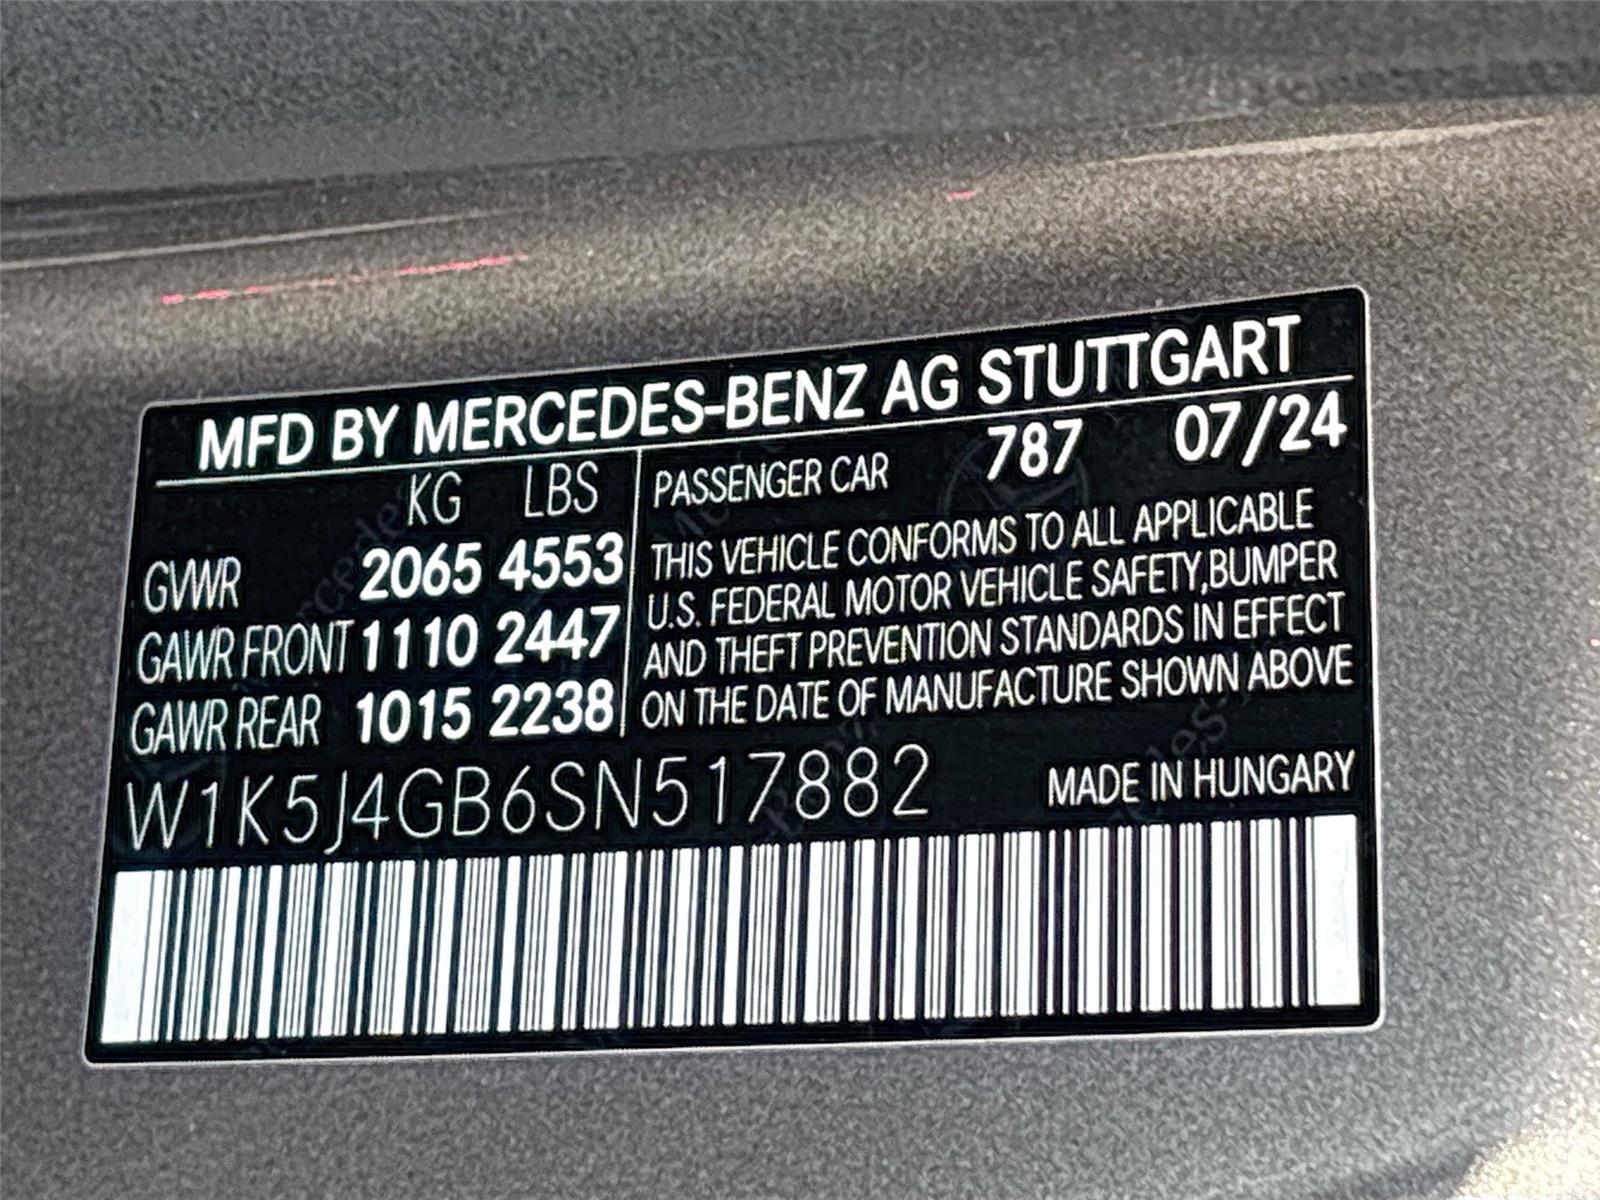 MFD BY MERCEDES-BENZ AG STUTTGART
KG LBS
GVWR 2065 4553
GAWR FRONT 1110 2447
GAWR REAR 1015 2238
PASSENGER CAR 787 07/24
THIS VEHICLE CONFORMS TO ALL APPLICABLE
U.S. FEDERAL MOTOR VEHICLE SAFETY,BUMPER
AND THEFT PREVENTION STANDARDS IN EFFECT
ON THE DATE OF MANUFACTURE SHOWN ABOVE
W1K5J4GB6SN517882
MADE IN HUNGARY